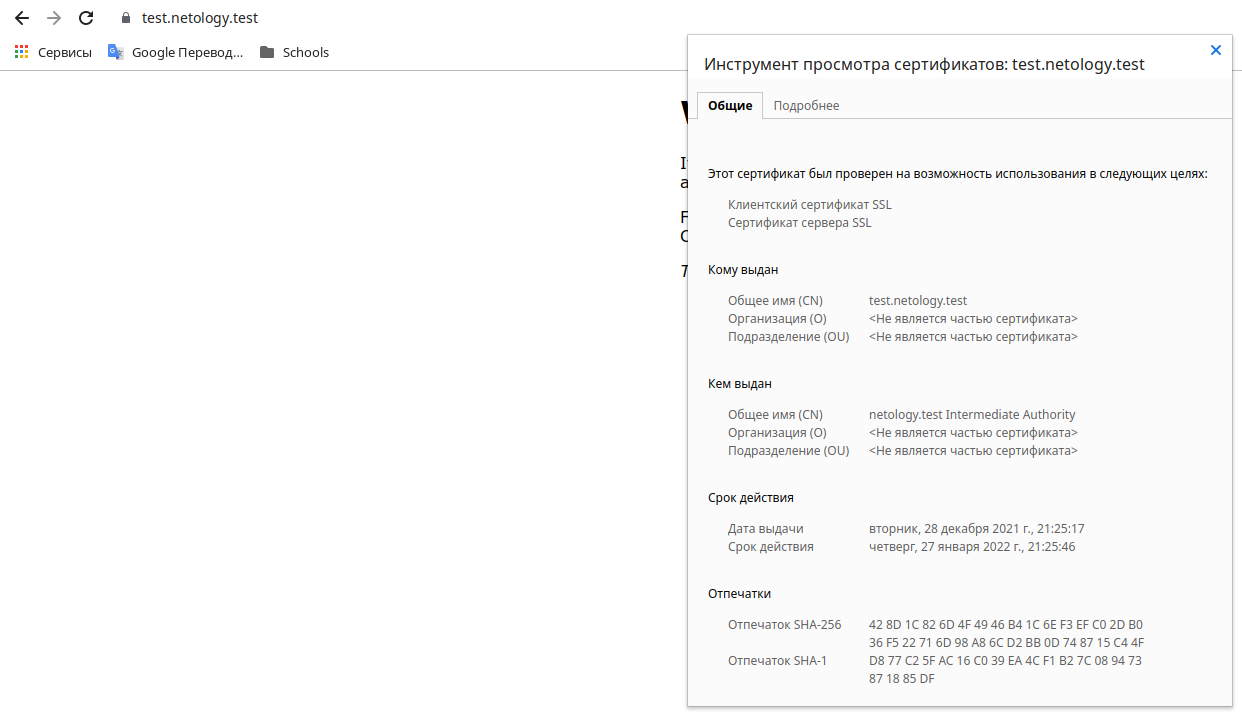 test.netology.test
Сервисы
Google Перевод...
Schools
Инструмент просмотра сертификатов: test.netology.test
Общие
Подробнее
Этот сертификат был проверен на возможность использования в следующих целях:
Клиентский сертификат SSL
Сертификат сервера SSL
Кому выдан
Общее имя (CN) test.netology.test
Организация (O) <Не является частью сертификата>
Подразделение (OU) <Не является частью сертификата>
Кем выдан
Общее имя (CN) netology.test Intermediate Authority
Организация (O) <Не является частью сертификата>
Подразделение (OU) <Не является частью сертификата>
Срок действия
Дата выдачи вторник, 28 декабря 2021 г., 21:25:17
Срок действия четверг, 27 января 2022 г., 21:25:46
Отпечатки
Отпечаток SHA-256 42 8D 1C 82 6D 4F 49 46 B4 1C 6E F3 EF C0 2D B0
36 F5 22 71 6D 98 A8 6C D2 BB 0D 74 87 15 C4 4F
Отпечаток SHA-1 D8 77 C2 5F AC 16 C0 39 EA 4C F1 B2 7C 08 94 73
87 18 85 DF